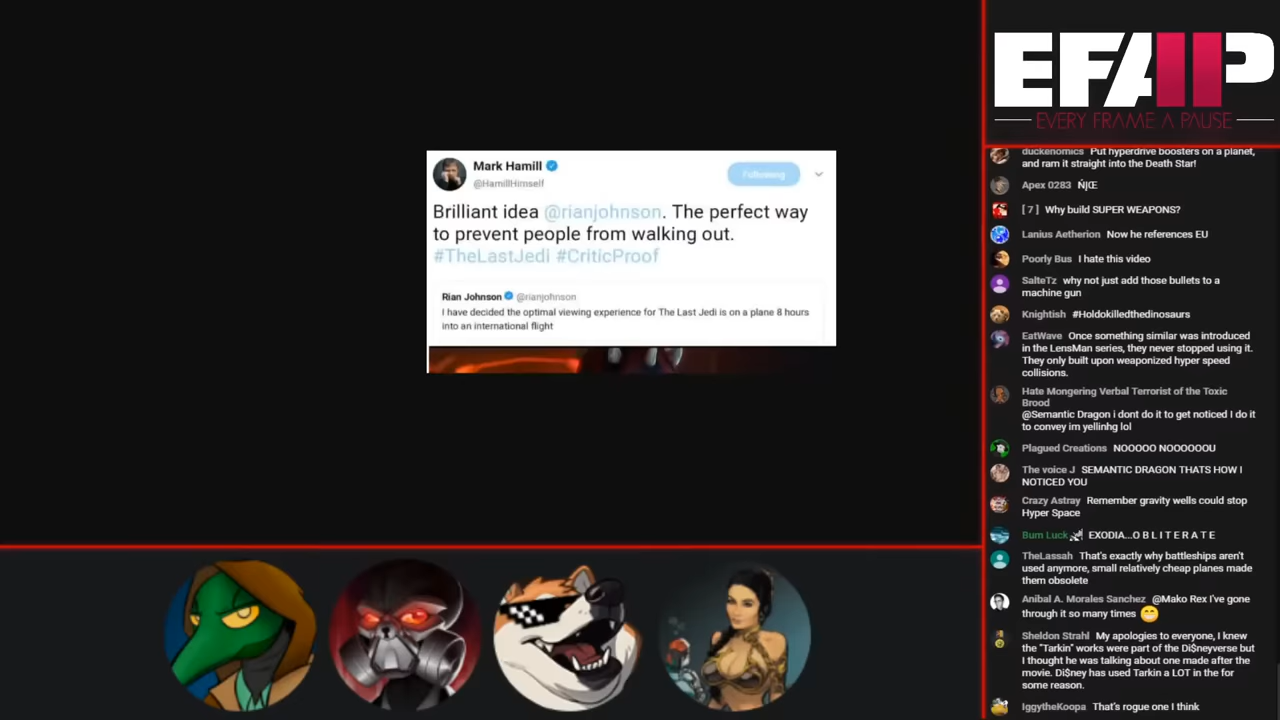 Mark Hamill
@HamillHimself
Following
Brilliant idea @rianjohnson. The perfect way
to prevent people from walking out.
#TheLastJedi #CriticProof
Rian Johnson @rianjohnson
I have decided the optimal viewing experience for The Last Jedi is on a plane 8 hours
into an international flight
EFAP
EVERY FRAME A PAUSE
duckenomics Put hyperdrive boosters on a planet,
and ram it straight into the Death Star!
Apex 0283
[ 7 ] Why build SUPER WEAPONS?
Lanius Aetherion Now he references EU
Poorly Bus I hate this video
SalteTz why not just add those bullets to a
machine gun
Knightish #Holdokilledthedinosaurs
EatWave Once something similar was introduced
in the LensMan series, they never stopped using it.
They only built upon weaponized hyper speed
collisions.
Hate Mongering Verbal Terrorist of the Toxic
Brood
@Semantic Dragon i dont do it to get noticed I do it
to convey im yellinhg lol
Plagued Creations NOOOOO NOOOOOOU
The voice J SEMANTIC DRAGON THATS HOW I
NOTICED YOU
Crazy Astray Remember gravity wells could stop
Hyper Space
Bum Luck EXODIA...O B L I T E R A T E
TheLassah That's exactly why battleships aren't
used anymore, small relatively cheap planes made
them obsolete
Anibal A. Morales Sanchez @Mako Rex I've gone
through it so many times
Sheldon Strahl My apologies to everyone, I knew
the "Tarkin" works were part of the Di$neyverse but
I thought he was talking about one made after the
movie. Di$ney has used Tarkin a LOT in the for
some reason.
IggytheKoopa That's rogue one I think